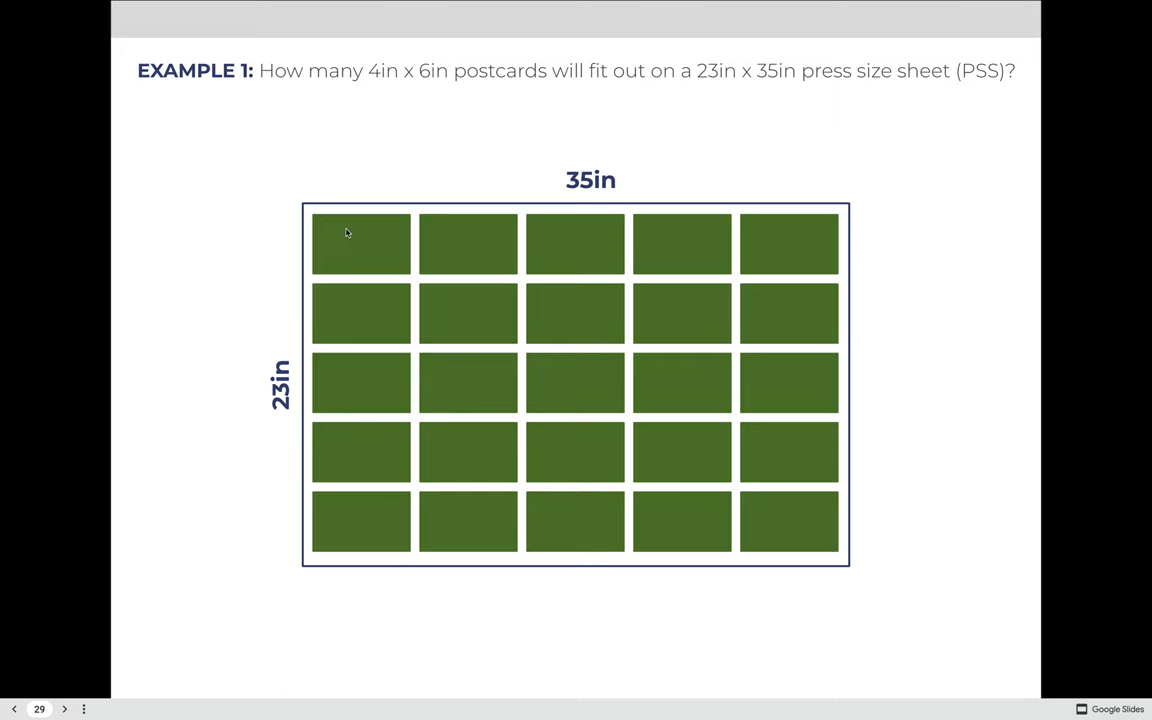 EXAMPLE 1: How many 4in x 6in postcards will fit out on a 23in x 35in press size sheet (PSS)?
35in
23in
29
Google Slides